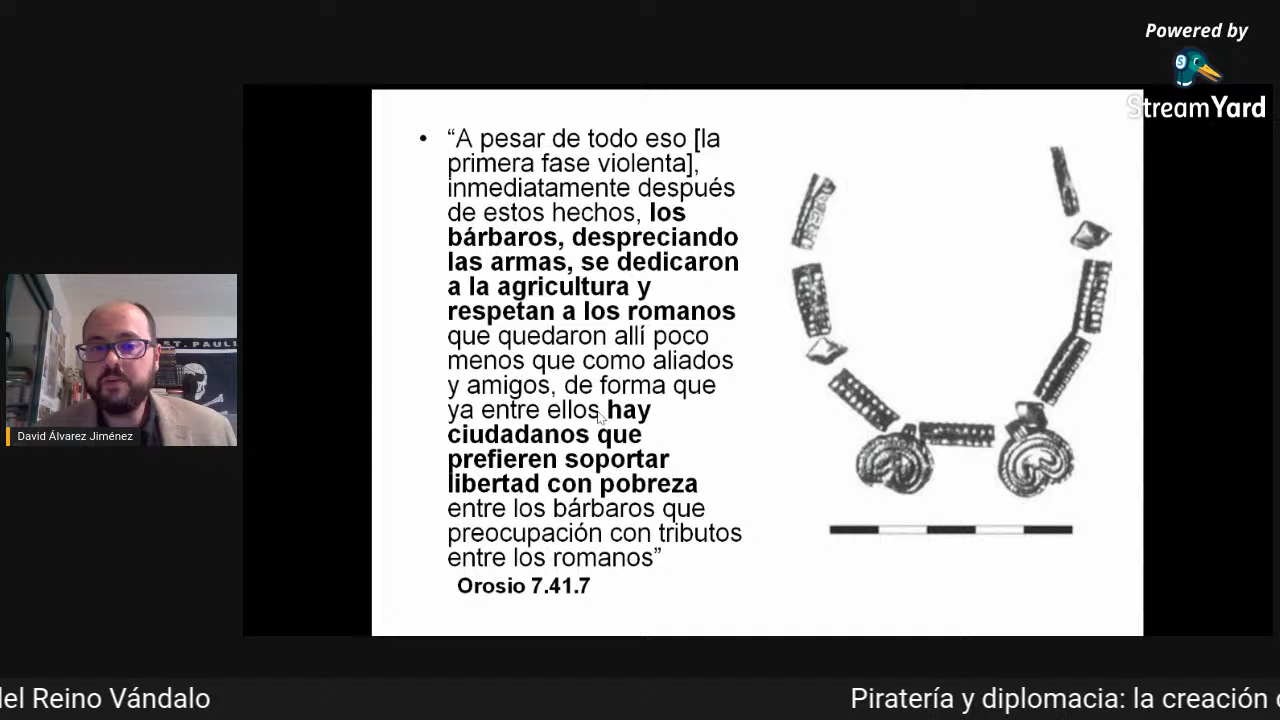 Powered by
StreamYard
• “A pesar de todo eso [la
primera fase violenta],
inmediatamente después
de estos hechos, los
bárbaros, despreciando
las armas, se dedicaron
a la agricultura y
respetan a los romanos
que quedaron allí poco
menos que como aliados
y amigos, de forma que
ya entre ellos hay
ciudadanos que
prefieren soportar
libertad con pobreza
entre los bárbaros que
preocupación con tributos
entre los romanos”
Orosio 7.41.7
ST. PAULI
David Álvarez Jiménez
del Reino Vándalo
Piratería y diplomacia: la creación